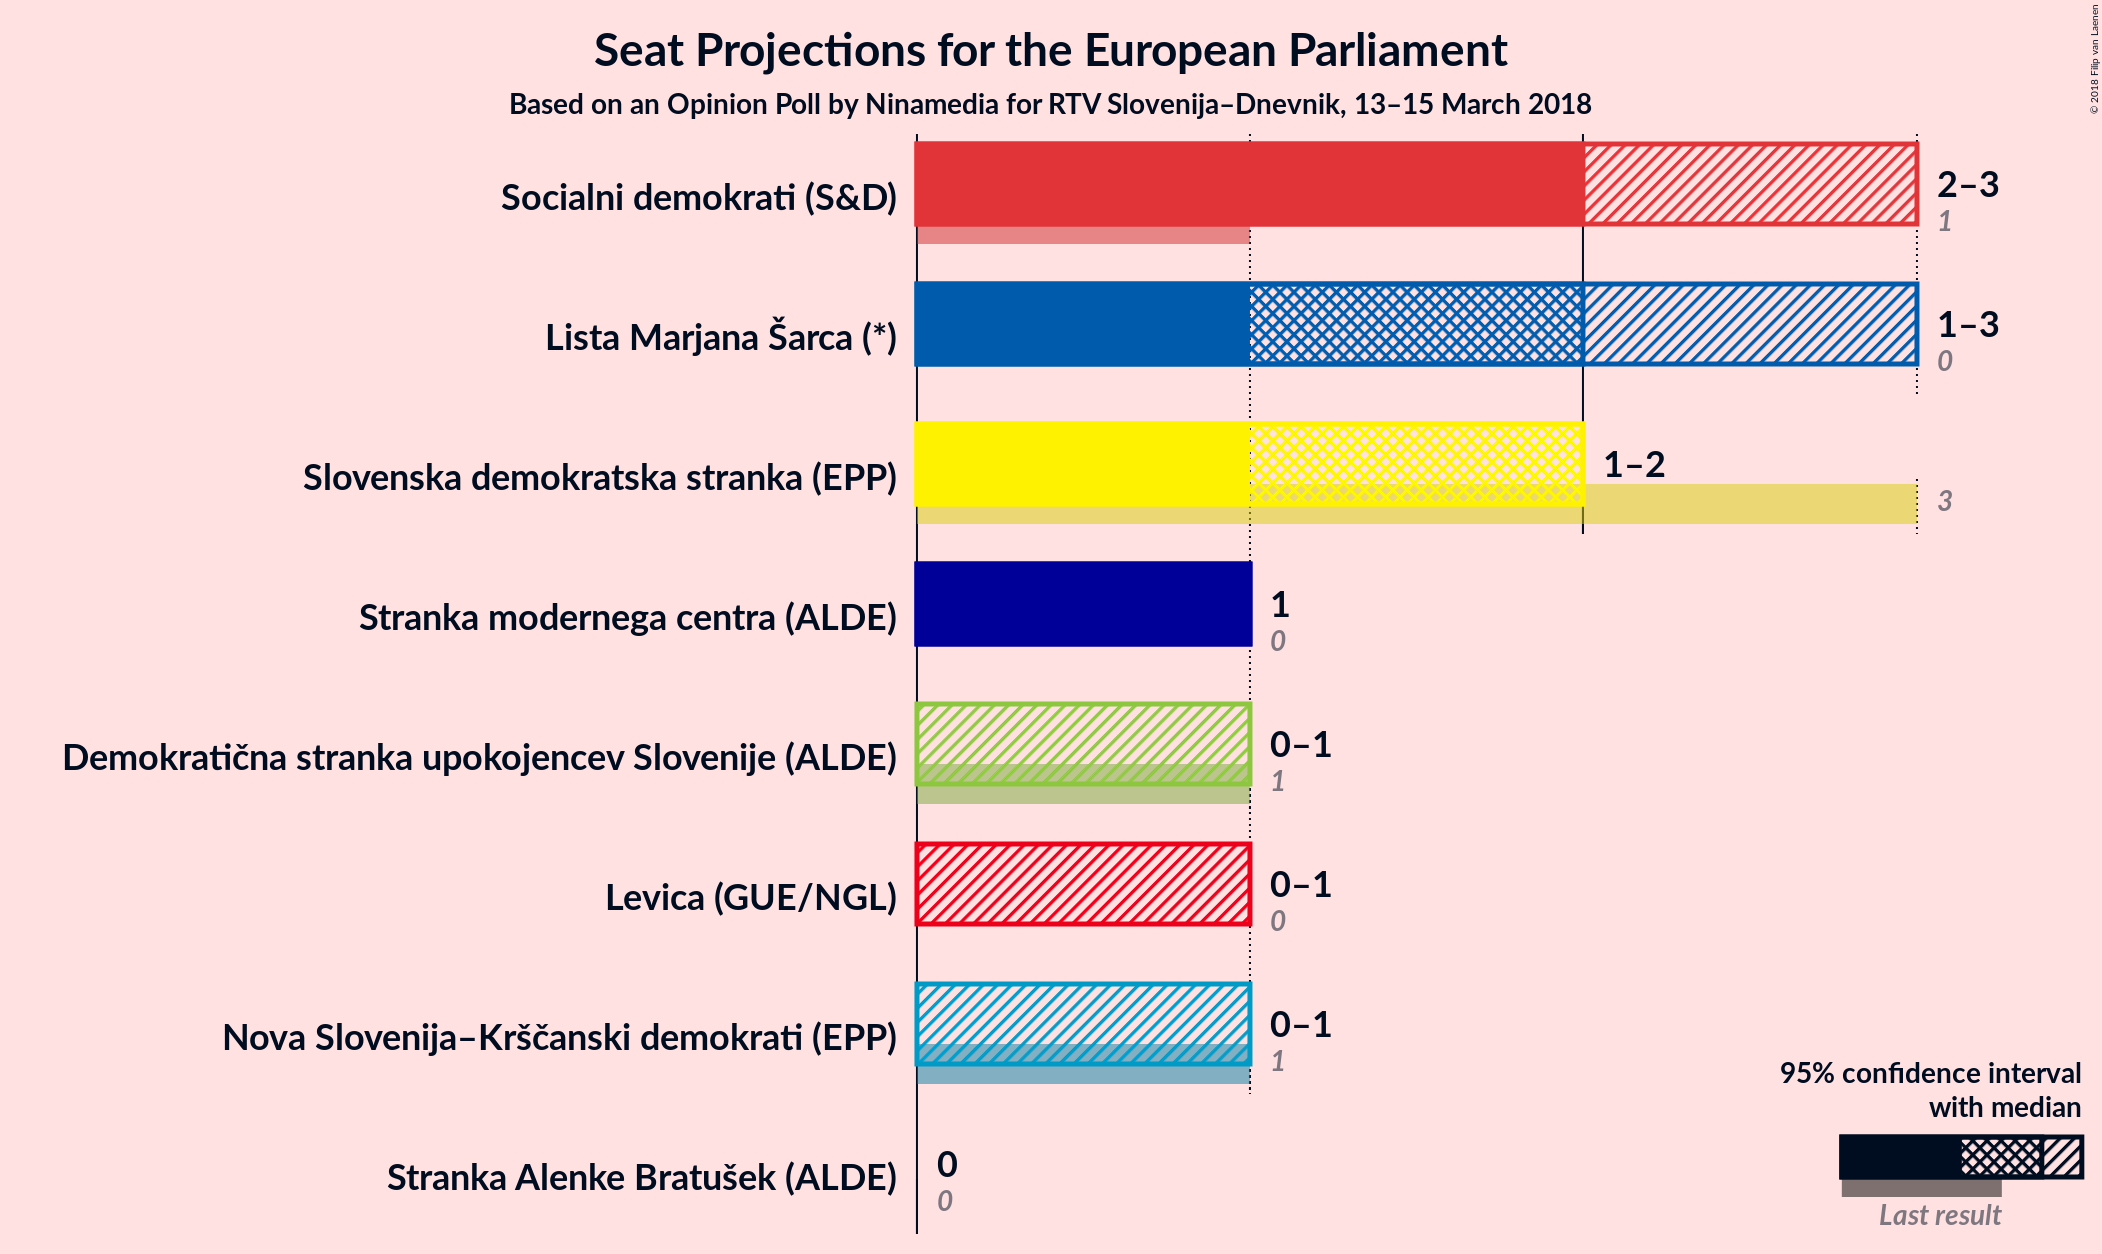 Seat Projections for the European Parliament
Based on an Opinion Poll by Ninamedia for RTV Slovenija–Dnevnik, 13–15 March 2018
© 2018 Filip van Laenen
Socialni demokrati (S&D)
2–3
1
Lista Marjana Šarca (*)
1–3
0
Slovenska demokratska stranka (EPP)
1–2
3
Stranka modernega centra (ALDE)
1
0
Demokratična stranka upokojencev Slovenije (ALDE)
0–1
1
Levica (GUE/NGL)
0–1
0
Nova Slovenija–Krščanski demokrati (EPP)
0–1
1
Stranka Alenke Bratušek (ALDE)
0
0
95% confidence interval
with median
Last result